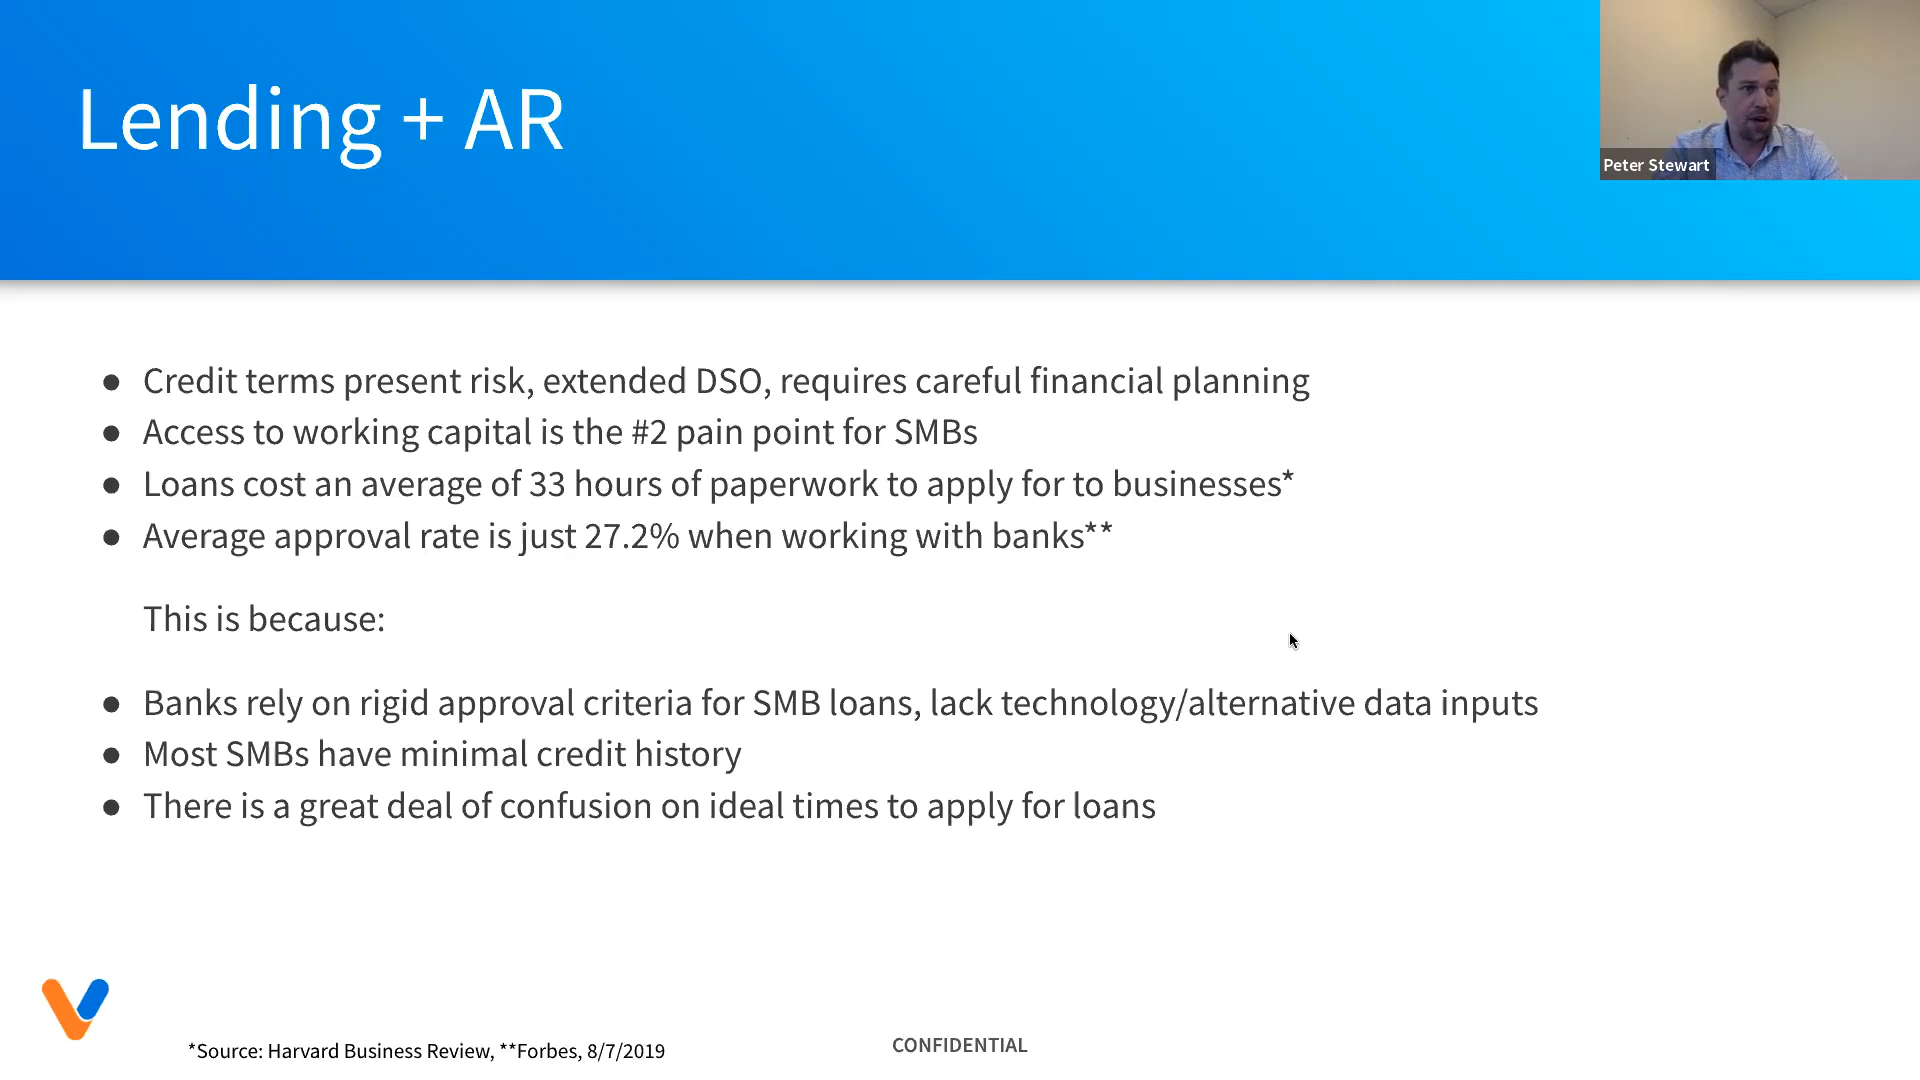 Lending + AR
Peter Stewart
● Credit terms present risk, extended DSO, requires careful financial planning
● Access to working capital is the #2 pain point for SMBs
● Loans cost an average of 33 hours of paperwork to apply for to businesses*
● Average approval rate is just 27.2% when working with banks**
This is because:
● Banks rely on rigid approval criteria for SMB loans, lack technology/alternative data inputs
● Most SMBs have minimal credit history
● There is a great deal of confusion on ideal times to apply for loans
*Source: Harvard Business Review, **Forbes, 8/7/2019
CONFIDENTIAL